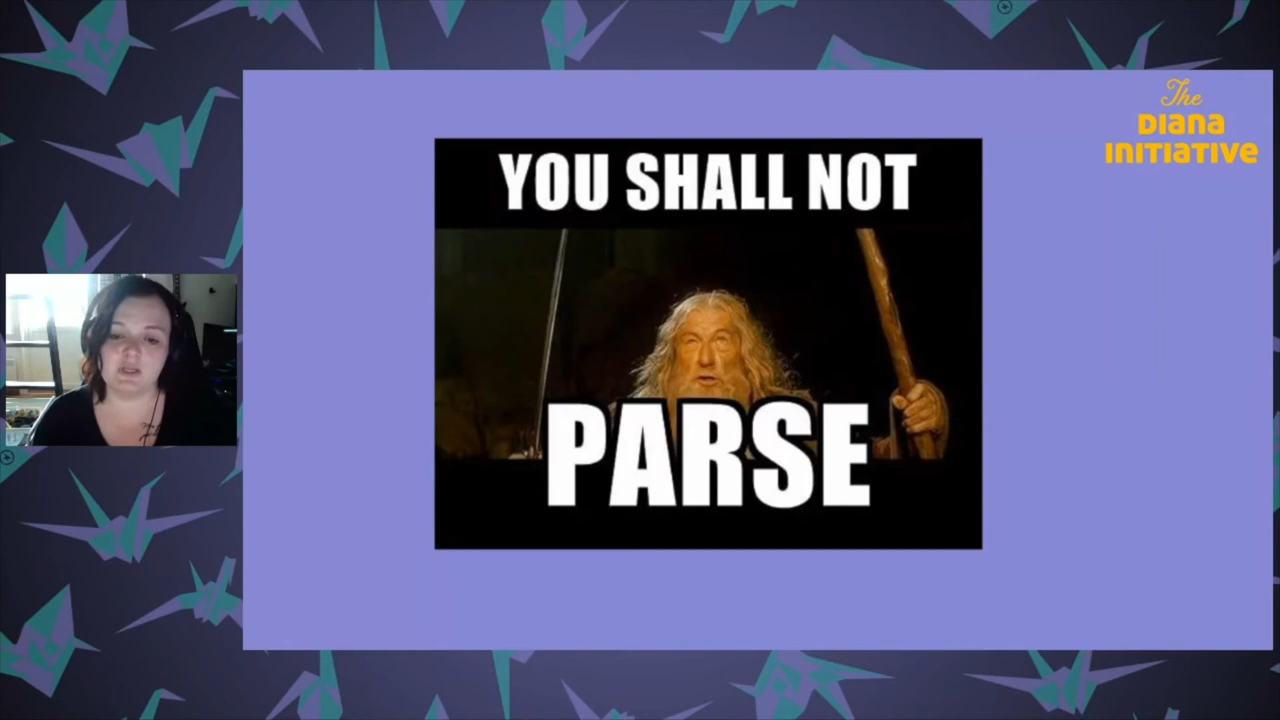 The
DIANA
INITIATIVE
YOU SHALL NOT
PARSE